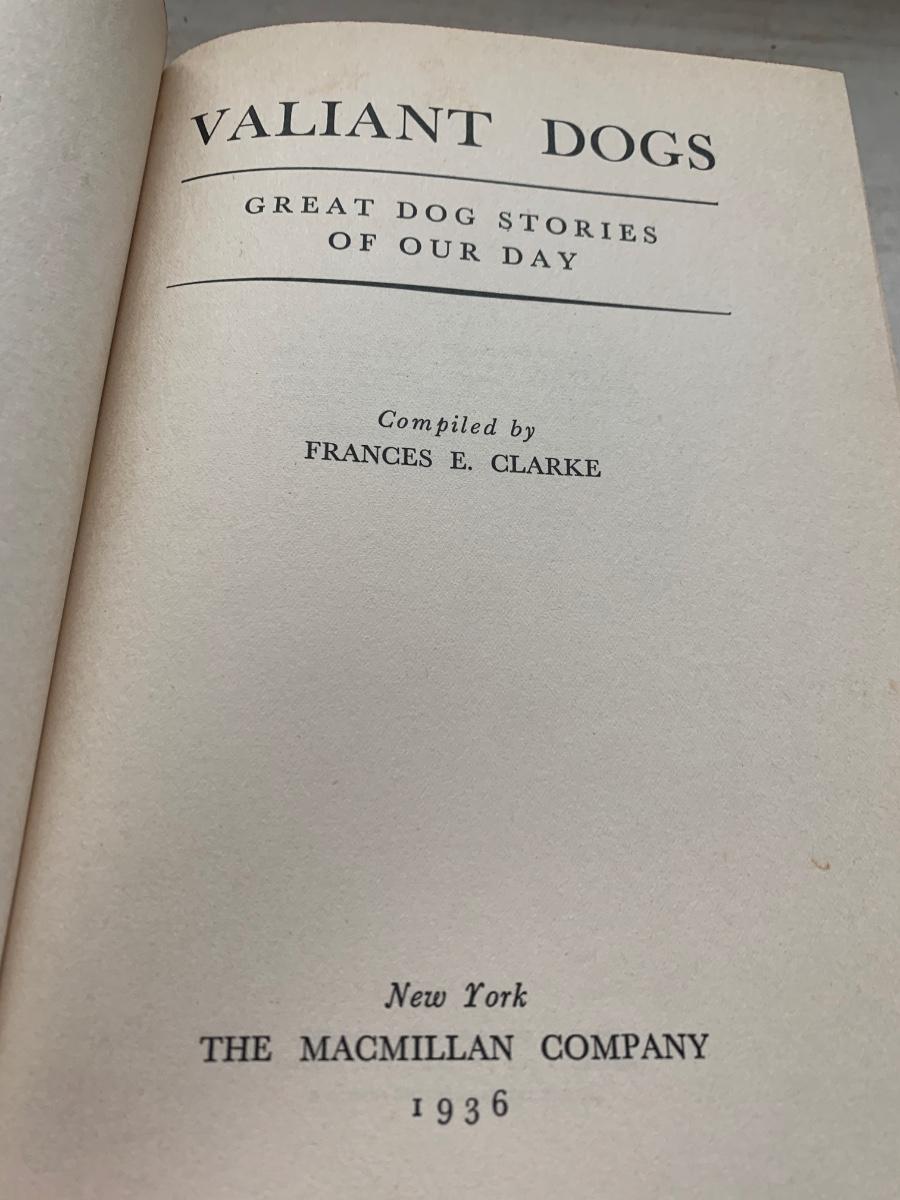 VALIANT DOGS
GREAT DOG STORIES
OF OUR DAY
Compiled by
FRANCES E. CLARKE
New York
THE MACMILLAN COMPANY
1936